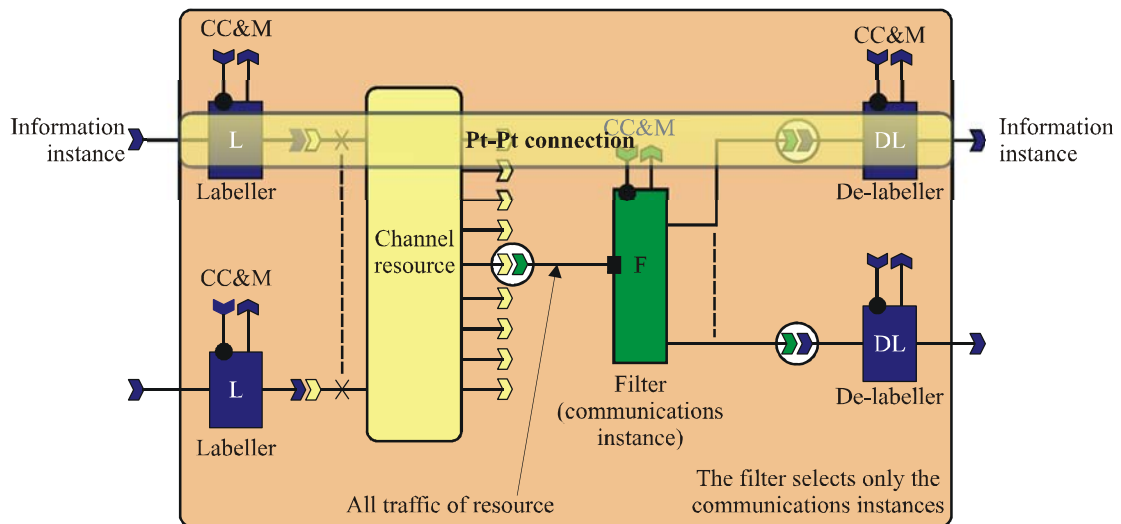 CC&M
CC&M
Information
instance
L
Pt-Pt connection
CC&M
DL
Information
instance
Labeller
De-labeller
Channel
resource
F
CC&M
L
DL
Filter
(communications
instance)
De-labeller
Labeller
The filter selects only the
communications instances
All traffic of resource